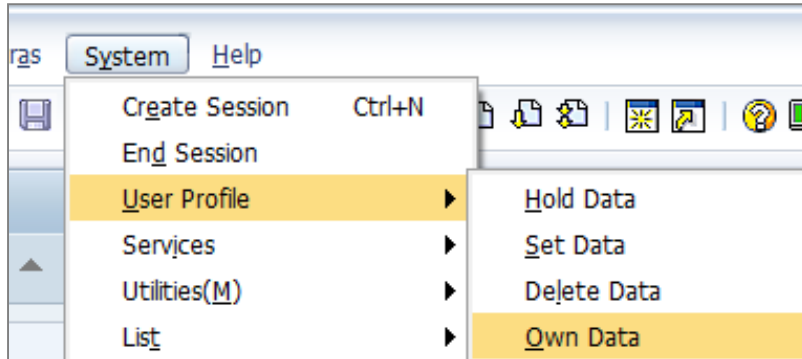 ras System Help
Create Session Ctrl+N
End Session
User Profile Hold Data
Services Set Data
Utilities(M) Delete Data
List Own Data